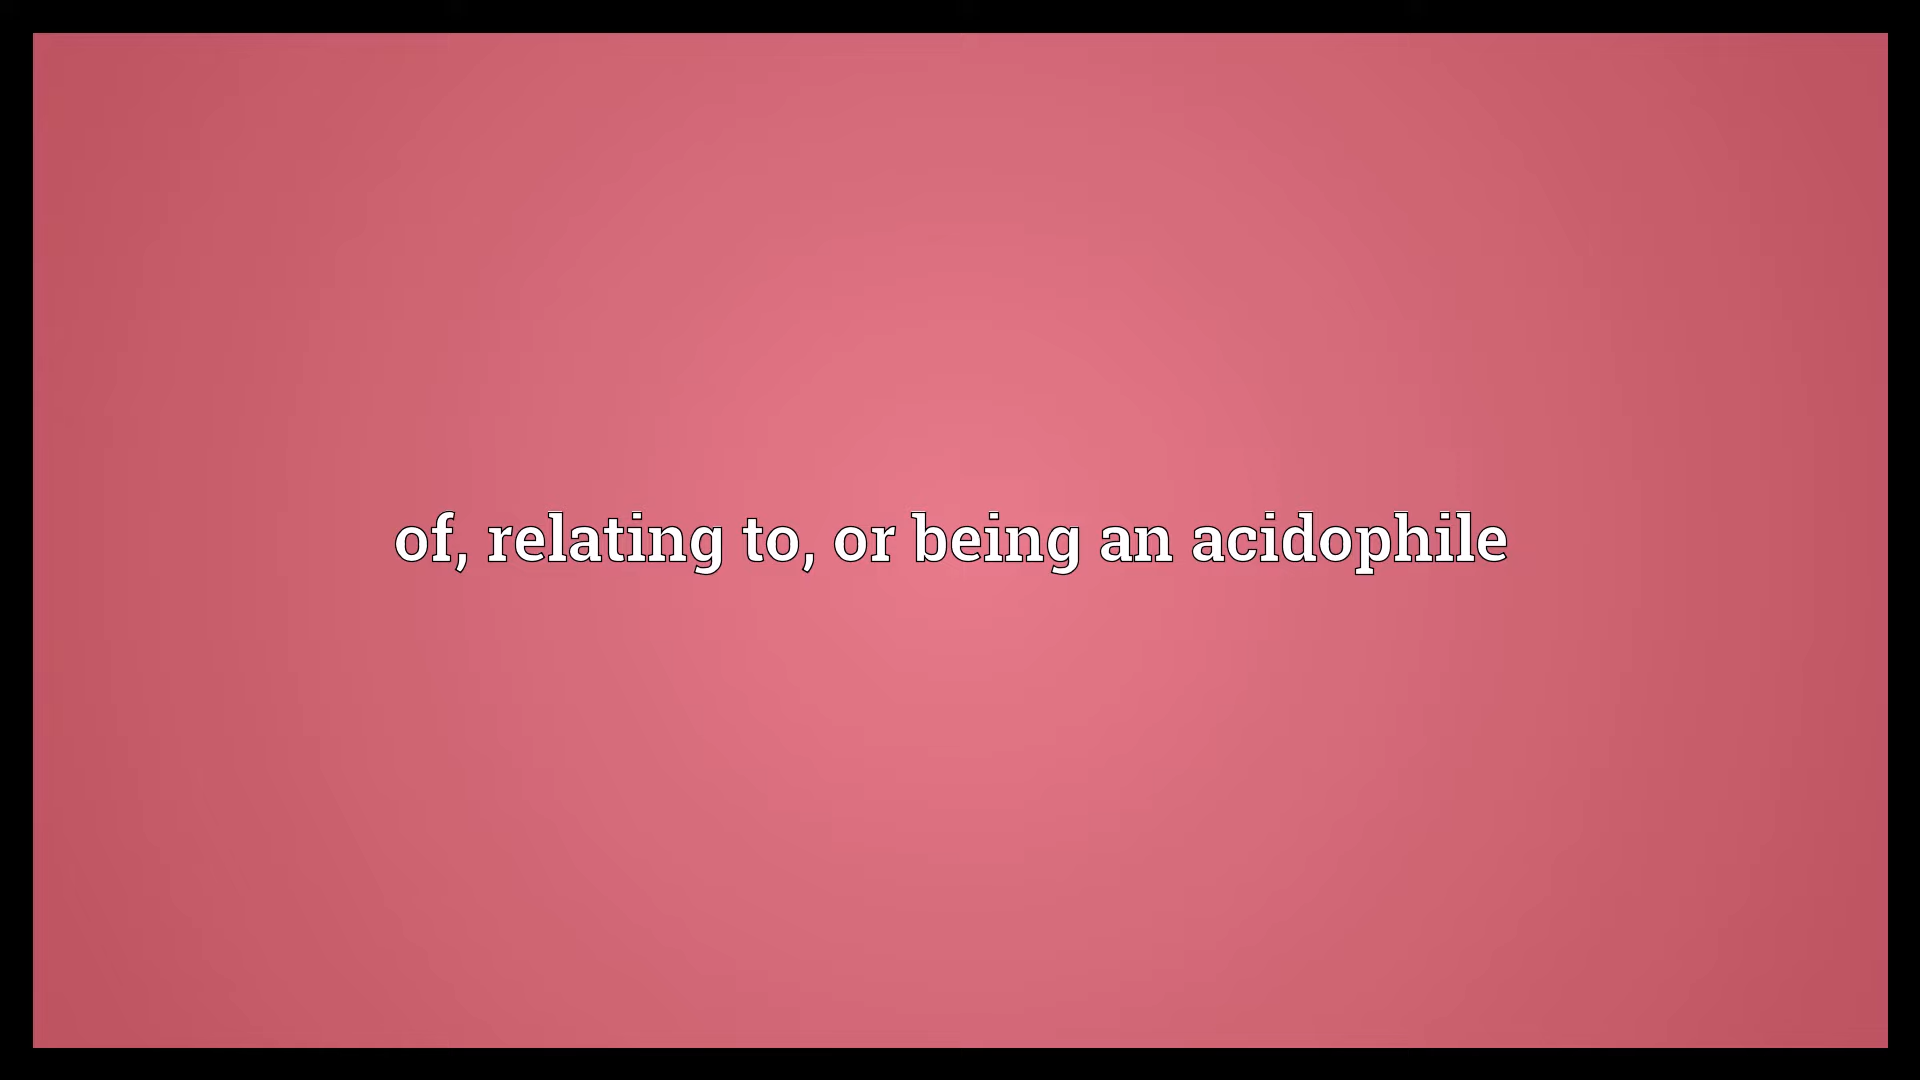 of, relating to, or being an acidophile